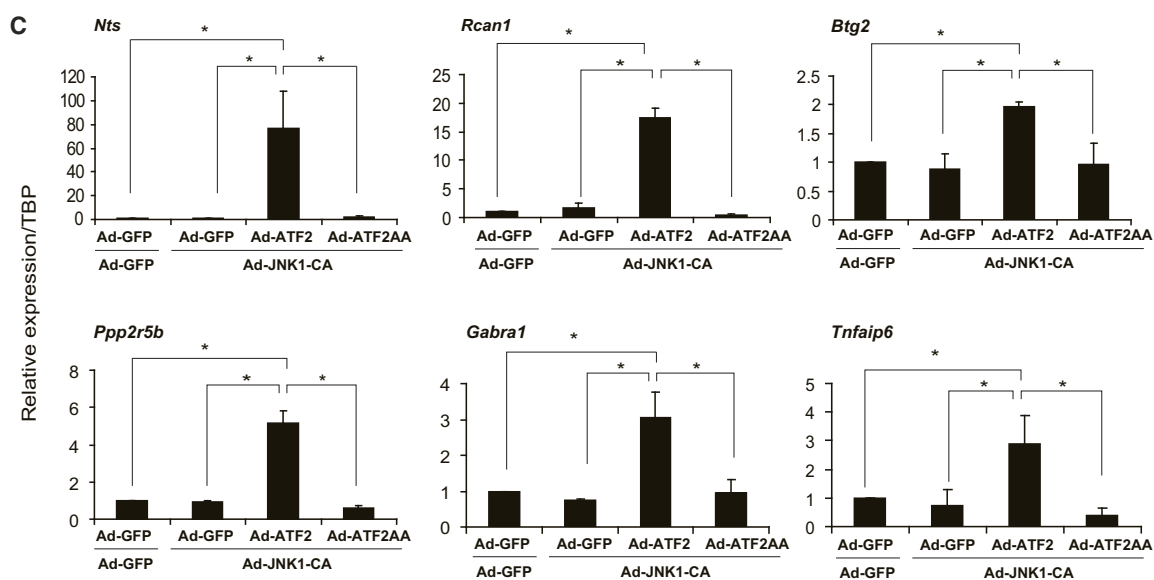 C
Relative expression/TBP
Nts
*
* *
120
100
80
60
40
20
0
Ad-GFP Ad-GFP Ad-ATF2 Ad-ATF2AA
Ad-GFP Ad-JNK1-CA
Rcan1
*
* *
25
20
15
10
5
0
Ad-GFP Ad-GFP Ad-ATF2 Ad-ATF2AA
Ad-GFP Ad-JNK1-CA
Btg2
*
* *
2.5
2
1.5
1
0.5
0
Ad-GFP Ad-GFP Ad-ATF2 Ad-ATF2AA
Ad-GFP Ad-JNK1-CA
Ppp2r5b
*
* *
8
6
4
2
0
Ad-GFP Ad-GFP Ad-ATF2 Ad-ATF2AA
Ad-GFP Ad-JNK1-CA
Gabra1
*
* *
4
3
2
1
0
Ad-GFP Ad-GFP Ad-ATF2 Ad-ATF2AA
Ad-GFP Ad-JNK1-CA
Tnfaip6
*
* *
5
4
3
2
1
0
Ad-GFP Ad-GFP Ad-ATF2 Ad-ATF2AA
Ad-GFP Ad-JNK1-CA